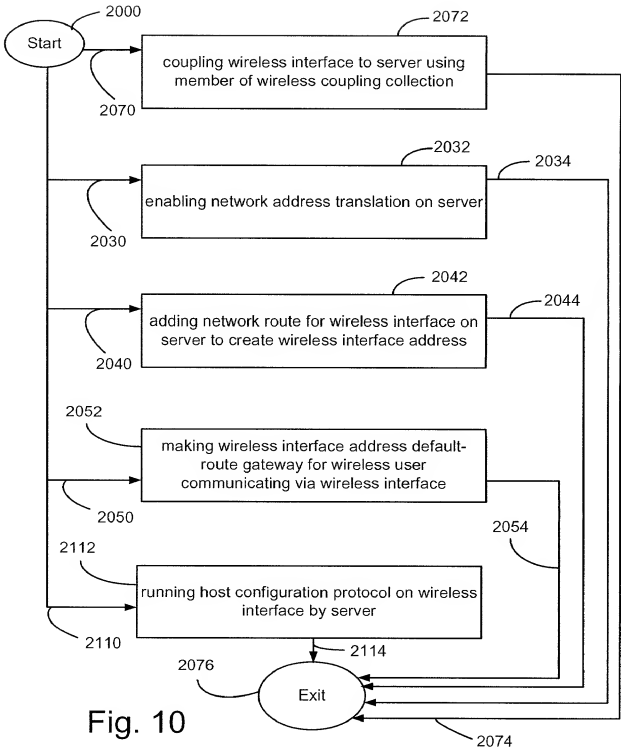 2000
Start
2072
coupling wireless interface to server using
member of wireless coupling collection
2070
2032
2034
enabling network address translation on server
2030
2042
2044
adding network route for wireless interface on
server to create wireless interface address
2040
2052
making wireless interface address default-
route gateway for wireless user
communicating via wireless interface
2050
2054
2112
running host configuration protocol on wireless
interface by server
2110
2114
2076
Exit
Fig. 10
2074